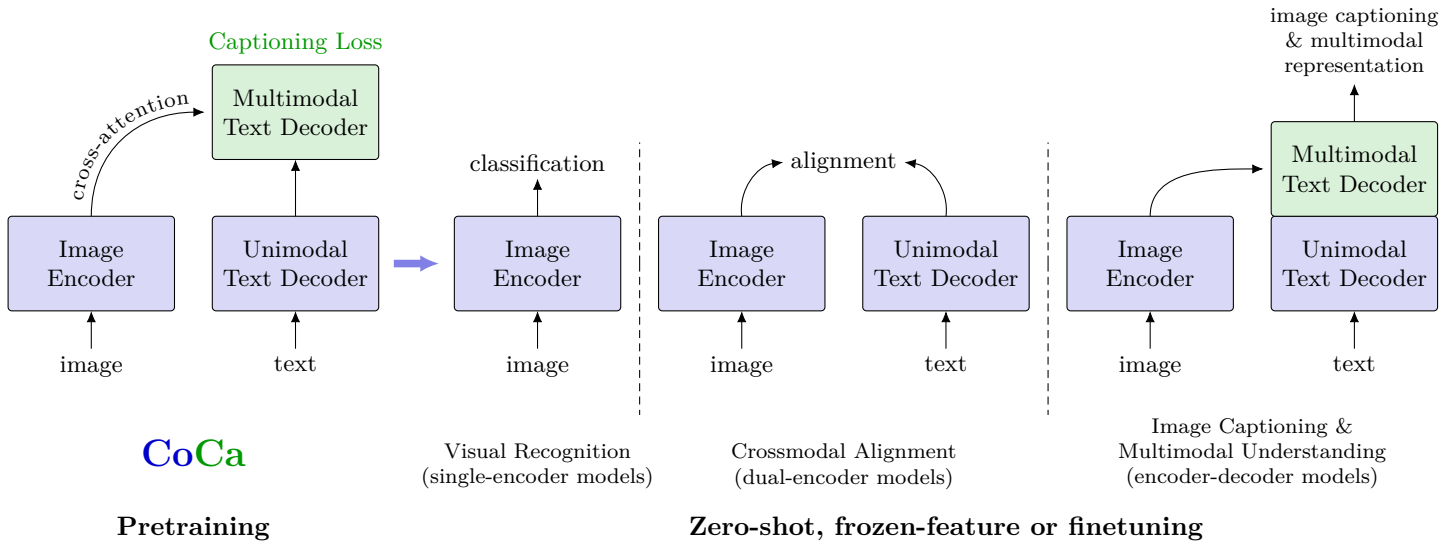 Captioning Loss
Multimodal
Text Decoder
cross-attention
Image
Encoder
Unimodal
Text Decoder
image
text
CoCa
Pretraining
classification
Image
Encoder
image
Visual Recognition
(single-encoder models)
alignment
Image
Encoder
Unimodal
Text Decoder
image
text
Crossmodal Alignment
(dual-encoder models)
image captioning
& multimodal
representation
Multimodal
Text Decoder
Image
Encoder
Unimodal
Text Decoder
image
text
Image Captioning &
Multimodal Understanding
(encoder-decoder models)
Zero-shot, frozen-feature or finetuning